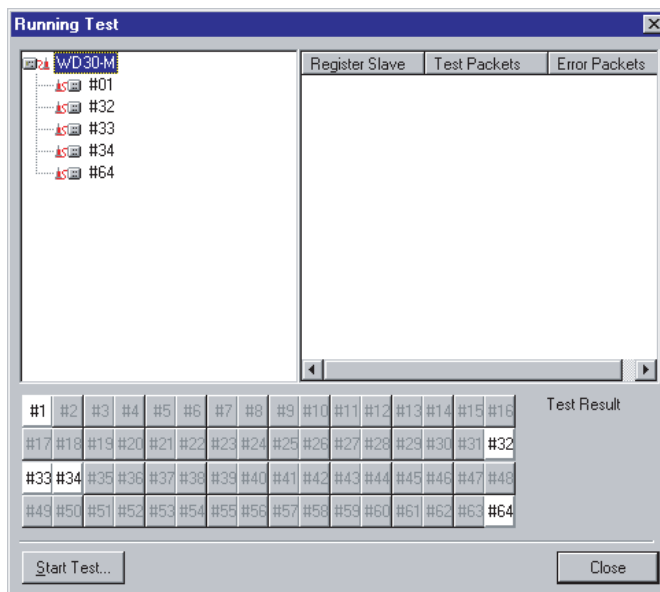 Running Test
WD30-M
#01
#32
#33
#34
#64
Register Slave Test Packets Error Packets
#1 #2 #3 #4 #5 #6 #7 #8 #9 #10 #11 #12 #13 #14 #15 #16
Test Result
#17 #18 #19 #20 #21 #22 #23 #24 #25 #26 #27 #28 #29 #30 #31 #32
#33 #34 #35 #36 #37 #38 #39 #40 #41 #42 #43 #44 #45 #46 #47 #48
#49 #50 #51 #52 #53 #54 #55 #56 #57 #58 #59 #60 #61 #62 #63 #64
Start Test... Close